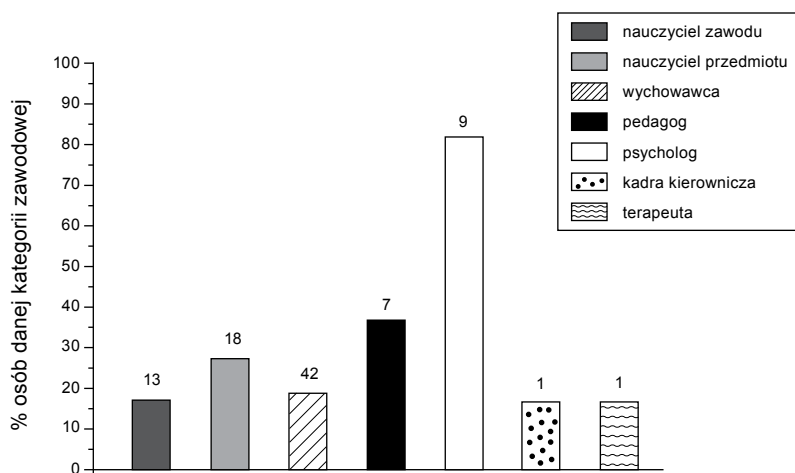 nauczyciel zawodu
nauczyciel przedmiotu
wychowawca
pedagog
psycholog
kadra kierownicza
terapeuta
% osób danej kategorii zawodowej
100
90
80
70
60
50
40
30
20
10
0
13
18
42
7
9
1
1